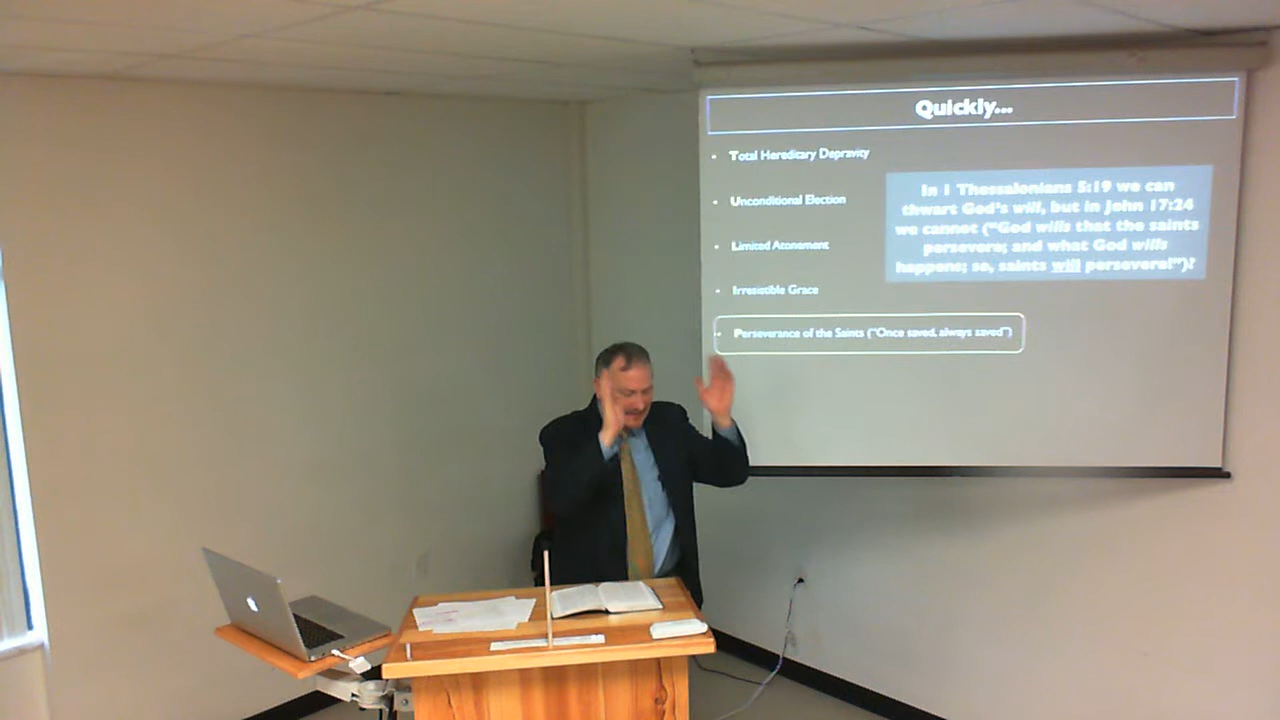 Quickly...
• Total Hereditary Depravity
• Unconditional Election
• Limited Atonement
• Irresistible Grace
• Perseverance of the Saints ("Once saved, always saved")
In 1 Thessalonians 5:19 we can
thwart God's will, but in John 17:24
we cannot ("God wills that the saints
persevere; and what God wills
happens; so, saints will persevere!")?